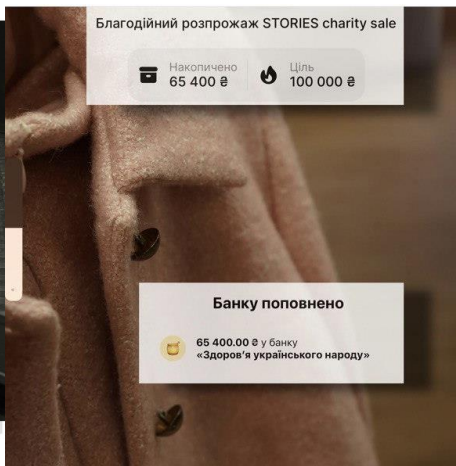 Благодійний розпродаж STORIES charity sale
Накопичено
65 400 ₴
Ціль
100 000 ₴
Банку поповнено
65 400.00 ₴ у банку
«Здоров'я українського народу»